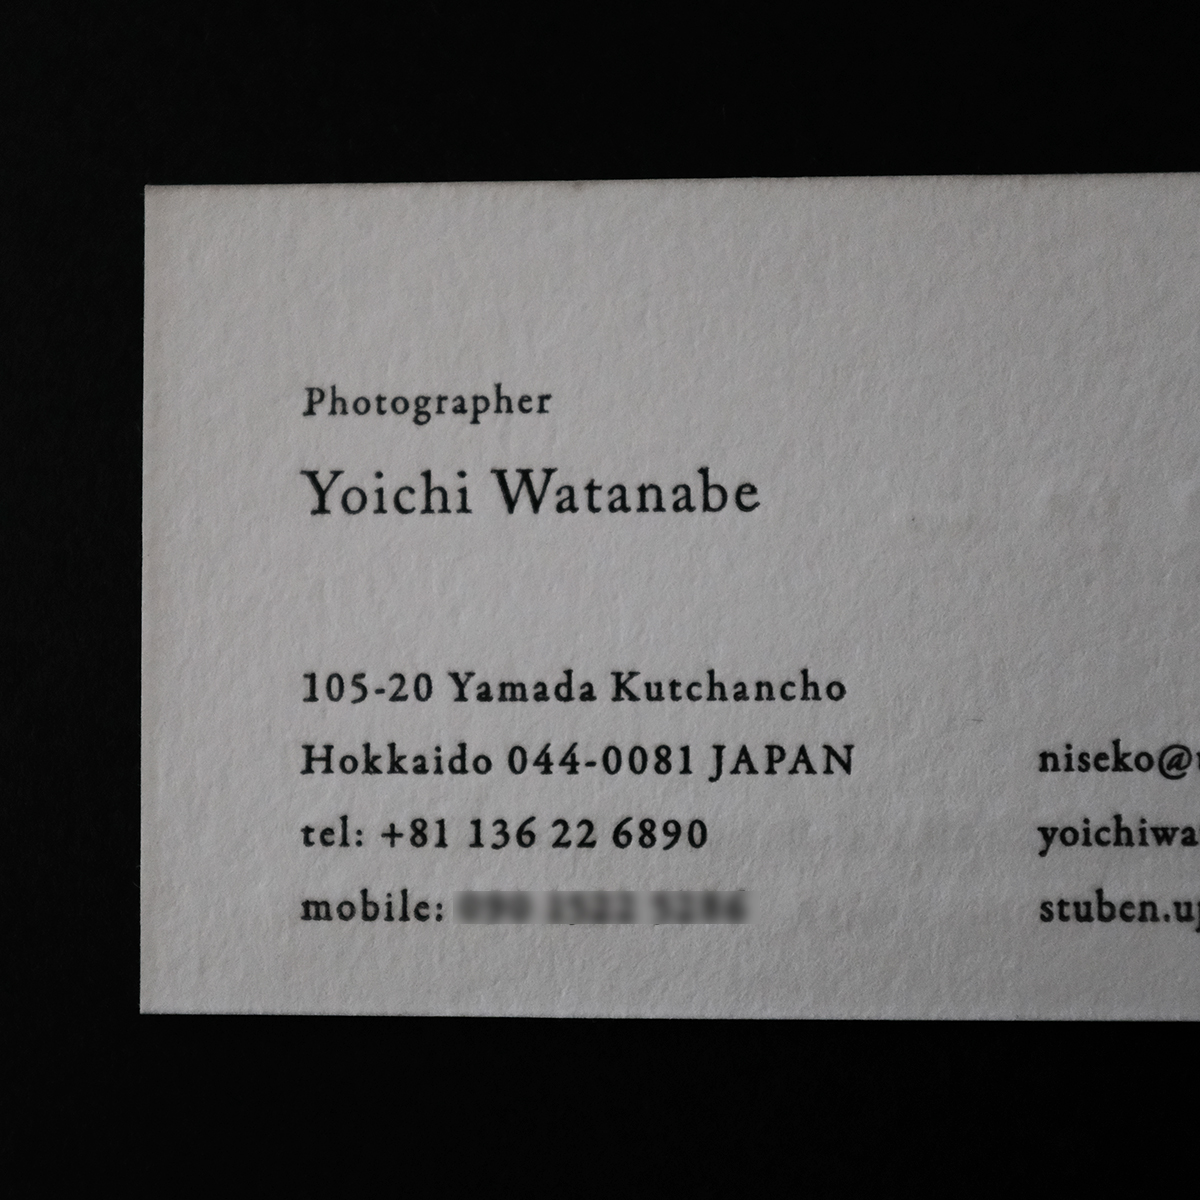 Photographer
Yoichi Watanabe
105-20 Yamada Kutchancho
Hokkaido 044-0081 JAPAN
tel: +81 136 22 6890
mobile:
niseko@
yoichiwa
stuben.u